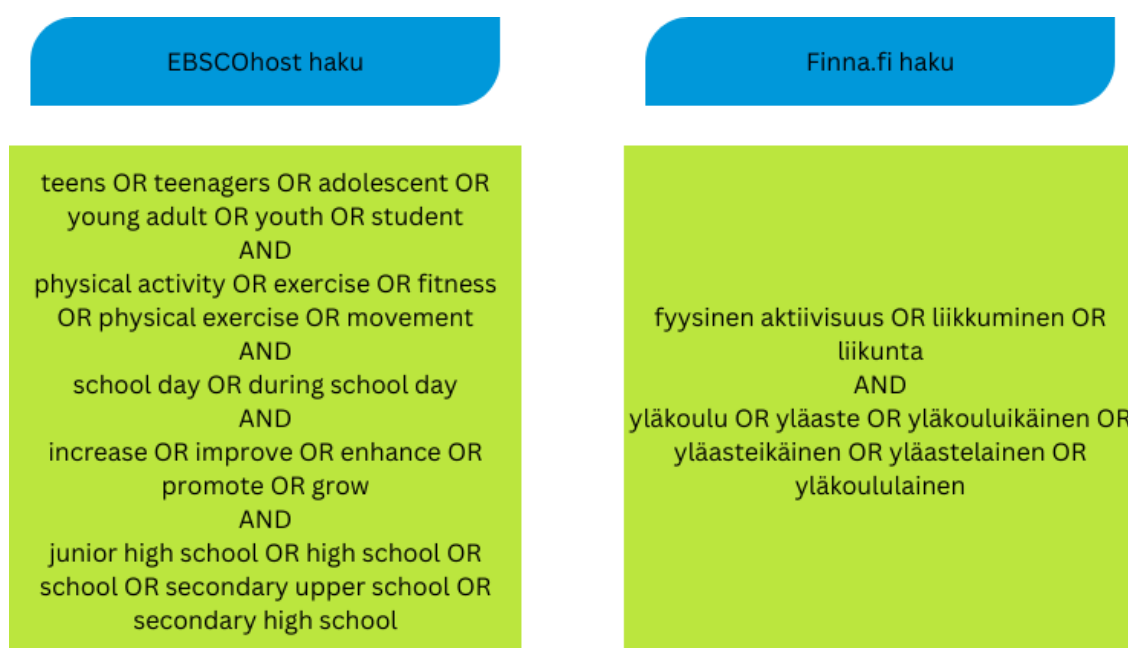 EBSCOhost haku
teens OR teenagers OR adolescent OR
young adult OR youth OR student
AND
physical activity OR exercise OR fitness
OR physical exercise OR movement
AND
school day OR during school day
AND
increase OR improve OR enhance OR
promote OR grow
AND
junior high school OR high school OR
school OR secondary upper school OR
secondary high school
Finna.fi haku
fyysinen aktiivisuus OR liikkuminen OR
liikunta
AND
yläkoulu OR yläaste OR yläkouluikäinen OR
yläasteikäinen OR yläastelainen OR
yläkoululainen